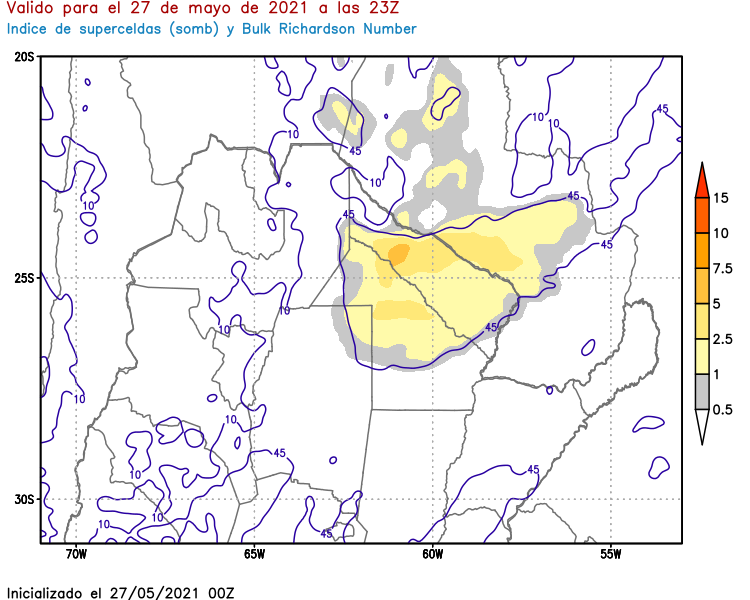 Valido para el 27 de mayo de 2021 a las 23Z
Indice de superceldas (somb) y Bulk Richardson Number
20S
45
10
10
45
10
10
45
10
45
45
15
10
25S
7.5
10
5
10
45
2.5
1
10
0.5
10
45
10
45
30S
10
10
45
70W
65W
60W
55W
Inicializado el 27/05/2021 00Z